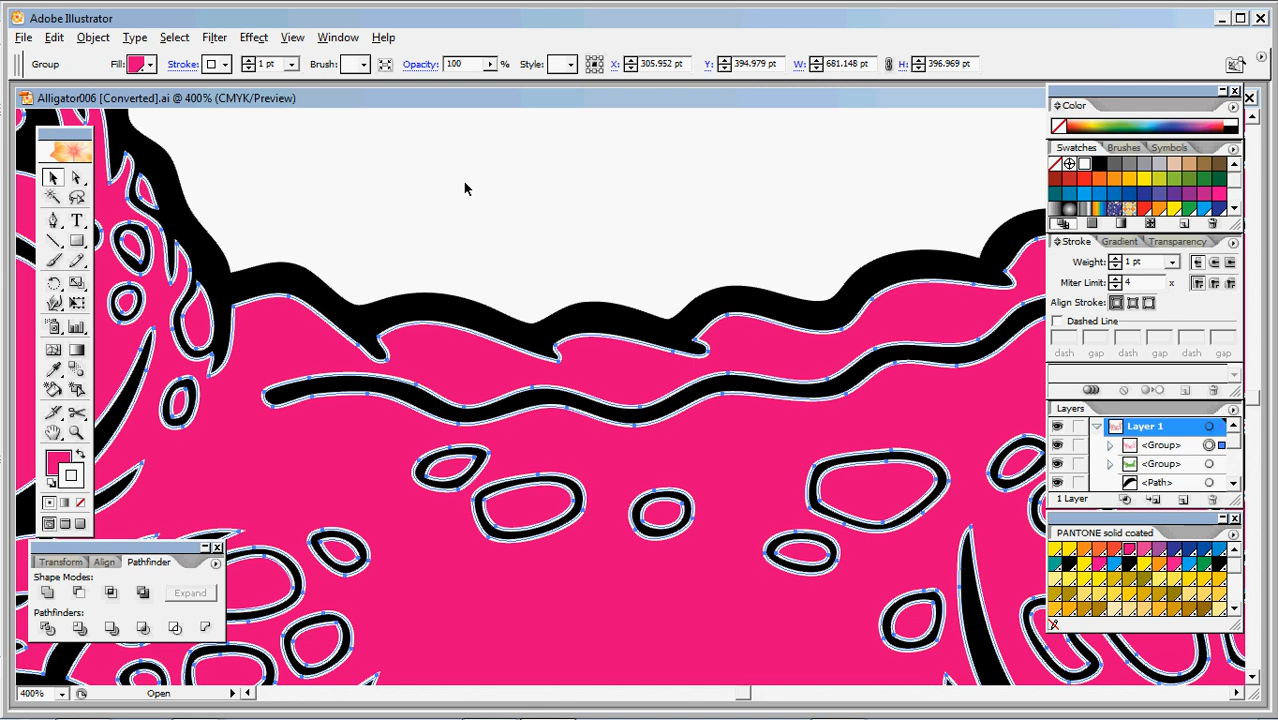 Adobe Illustrator
File Edit Object Type Select Filter Effect View Window Help
Group Fill: Stroke: 1 pt Brush: Opacity: 100 % Style: X: 305.952 pt Y: 394.979 pt W: 681.148 pt H: 396.969 pt
Alligator006 [Converted].ai @ 400% (CMYK/Preview)
Color
Swatches Brushes Symbols
Stroke Gradient Transparency
Weight: 1 pt
Miter Limit: 4 x
Align Stroke:
Dashed Line
dash gap dash gap dash gap
Layers
Layer 1
<Group>
<Group>
<Path>
1 Layer
PANTONE solid coated
Transform Align Pathfinder
Shape Modes:
Expand
Pathfinders:
400% Open